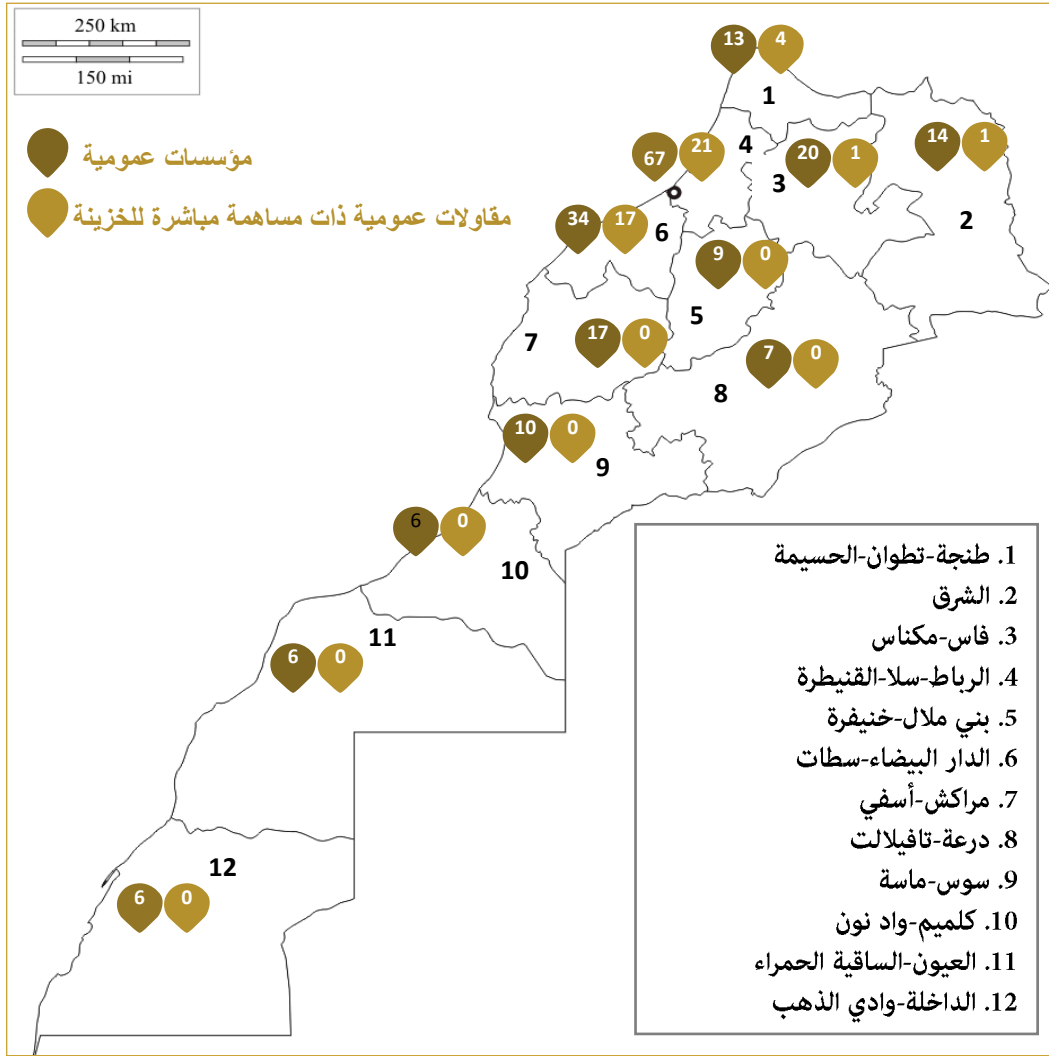 250 km
150 mi
مؤسسات عمومية
مقاولات عمومية ذات مساهمة مباشرة للخزينة
13 4
1
67 21
4
20 1
3
14 1
2
34 17
6
9 0
5
17 0
7
7 0
8
10 0
9
6 0
10
6 0
11
6 0
12
1. طنجة-تطوان-الحسيمة
2. الشرق
3. فاس-مكناس
4. الرباط-سلا-القنيطرة
5. بني ملال-خنيفرة
6. الدار البيضاء-سطات
7. مراكش-أسفي
8. درعة-تافيلالت
9. سوس-ماسة
10. كلميم-واد نون
11. العيون-الساقية الحمراء
12. الداخلة-وادي الذهب